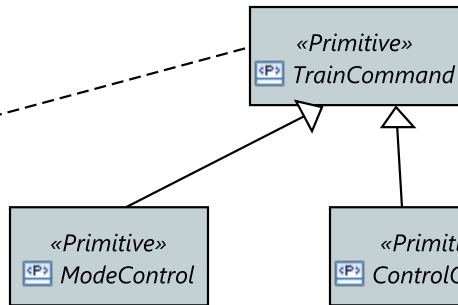 «Primitive»
<P> TrainCommand
«Primitive»
<P> ModeControl
<P>